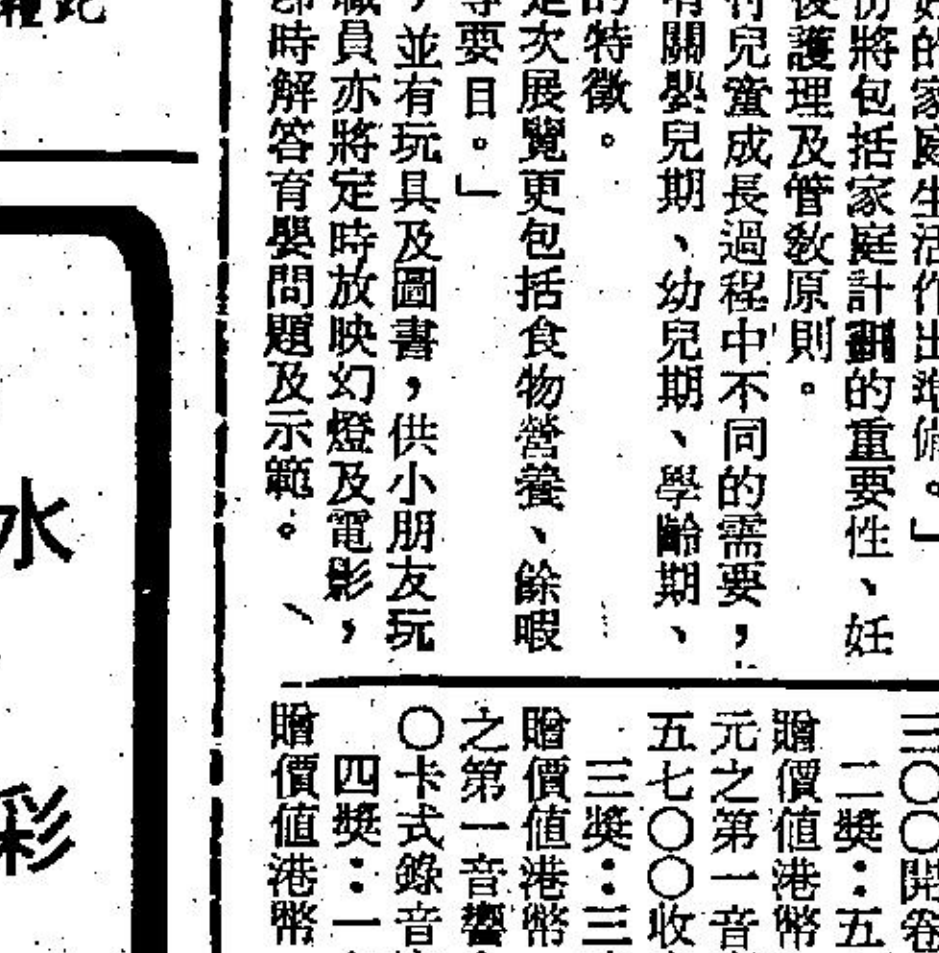 的家庭生活作出準備。」
將包括家庭計劃的重要性、妊
後護理及管教原則。
兒童成長過程中不同的需要，
有關嬰兒期、幼兒期、學齡期、
的特徵。
是次展覽更包括食物營養、餘暇
等要目。」
，並有玩具及圖書，供小朋友玩
職員亦將定時放映幻燈及電影，
即時解答育嬰問題及示範。
三〇〇開卷
二獎：五
贈價值港幣
元之第一音
五七〇〇收
三獎：三
贈價值港幣
之第一音響
〇卡式錄音
四獎：一
贈價值港幣
水
彩